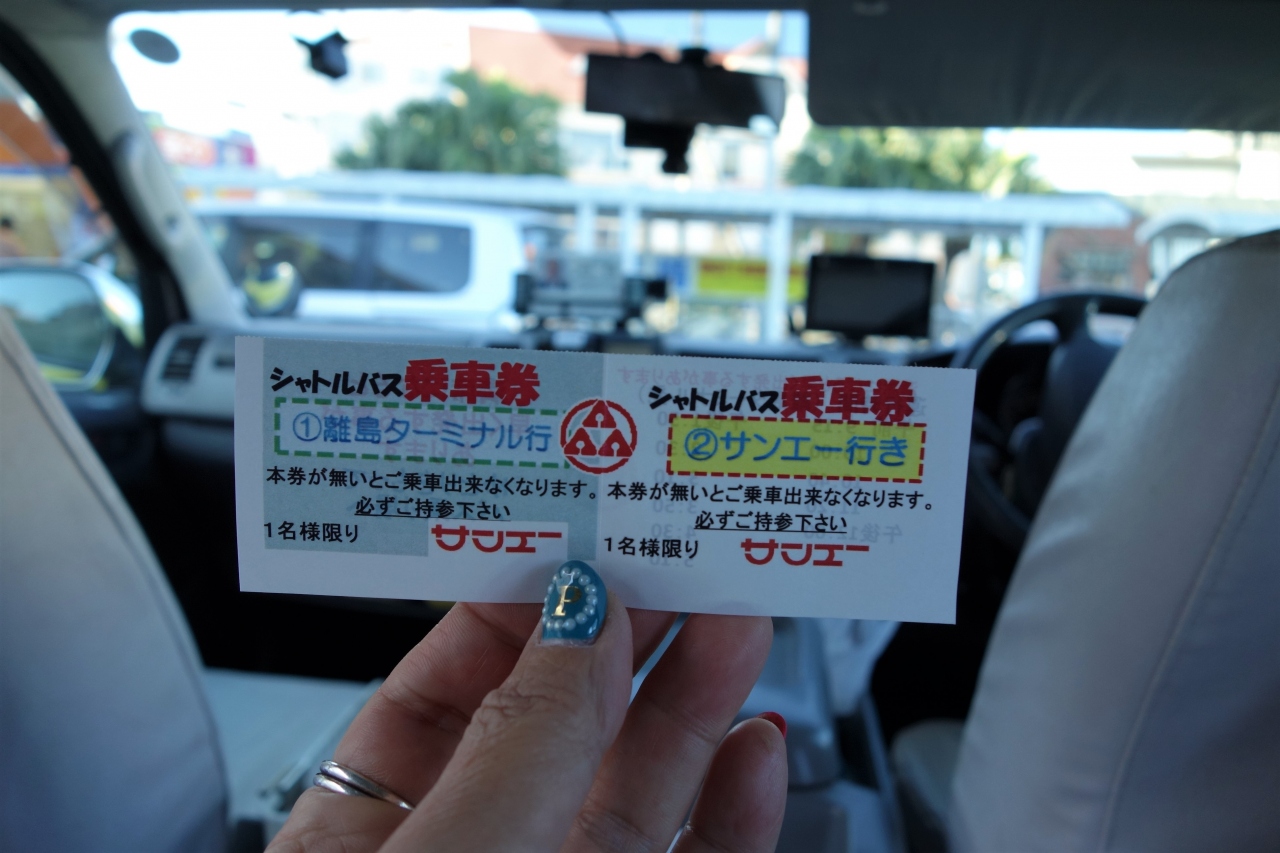 シャトルバス乗車券
①離島ターミナル行
本券が無いとご乗車出来なくなります。
必ずご持参下さい
1名様限り
サンエー
シャトルバス乗車券
②サンエー行き
本券が無いとご乗車出来なくなります。
必ずご持参下さい
1名様限り
サンエー
P